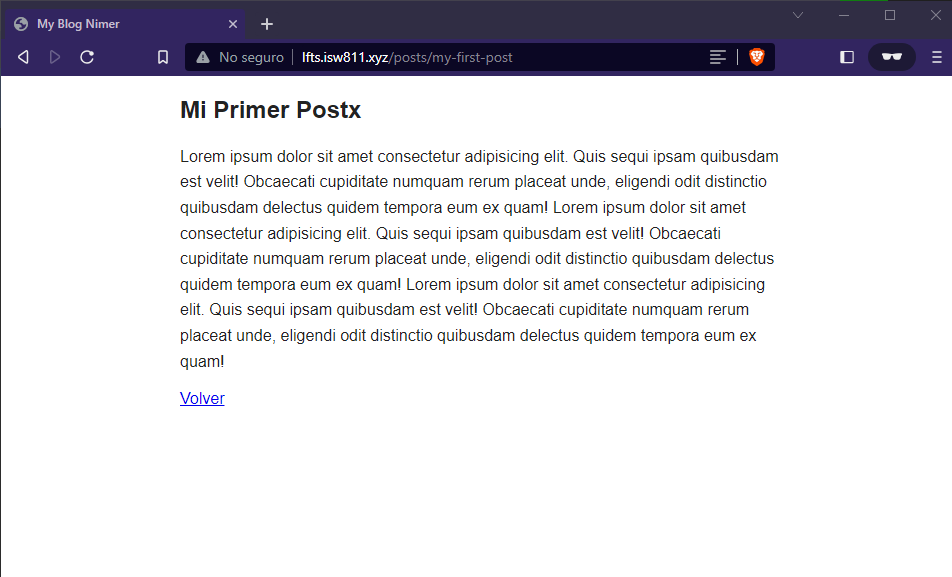 My Blog Nimer
No seguro
lfts.isw811.xyz/posts/my-first-post
Mi Primer Postx
Lorem ipsum dolor sit amet consectetur adipisicing elit. Quis sequi ipsam quibusdam
est velit! Obcaecati cupiditate numquam rerum placeat unde, eligendi odit distinctio
quibusdam delectus quidem tempora eum ex quam! Lorem ipsum dolor sit amet
consectetur adipisicing elit. Quis sequi ipsam quibusdam est velit! Obcaecati
cupiditate numquam rerum placeat unde, eligendi odit distinctio quibusdam delectus
quidem tempora eum ex quam! Lorem ipsum dolor sit amet consectetur adipisicing
elit. Quis sequi ipsam quibusdam est velit! Obcaecati cupiditate numquam rerum
placeat unde, eligendi odit distinctio quibusdam delectus quidem tempora eum ex
quam!
Volver